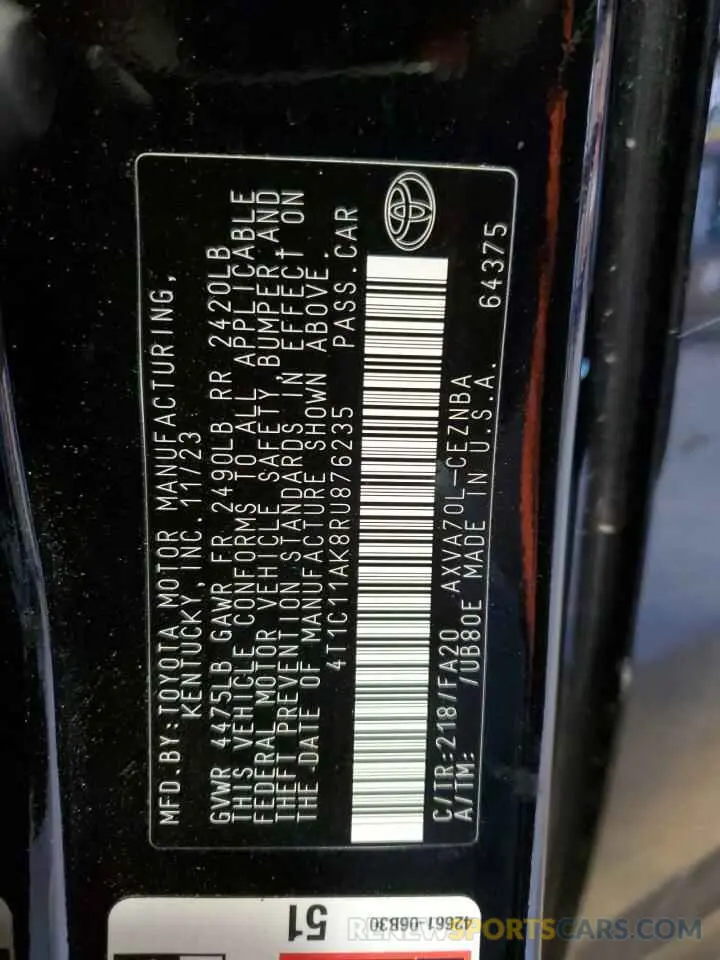 MFD.BY:TOYOTA MOTOR MANUFACTURING,
KENTUCKY, INC. 11/23
GVWR 4475LB GAWR FR 2490LB RR 2420LB
THIS VEHICLE CONFORMS TO ALL APPLICABLE
FEDERAL MOTOR VEHICLE SAFETY, BUMPER, AND
THEFT PREVENTION STANDARDS IN EFFECT ON
THE DATE OF MANUFACTURE SHOWN ABOVE.
4T1C11AK8RU876235 PASS.CAR
C/TR:218/FA20 AXVA70L-CEZNBA
A/TM: /UB80E MADE IN U.S.A. 64375
51
42661-06B30
RENEWSPORTSCARS.COM